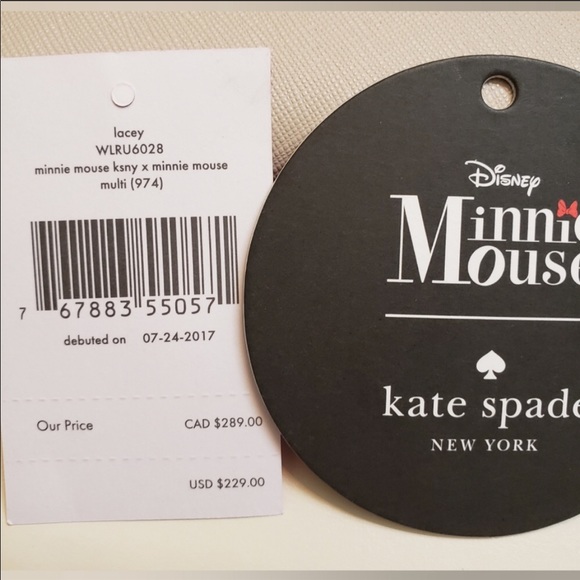 lacey
WLRU6028
minnie mouse ksny x minnie mouse
multi (974)
7 67883 55057
debuted on 07-24-2017
Our Price CAD $289.00
USD $229.00
Disney
Minnie
Mouse
kate spade
NEW YORK